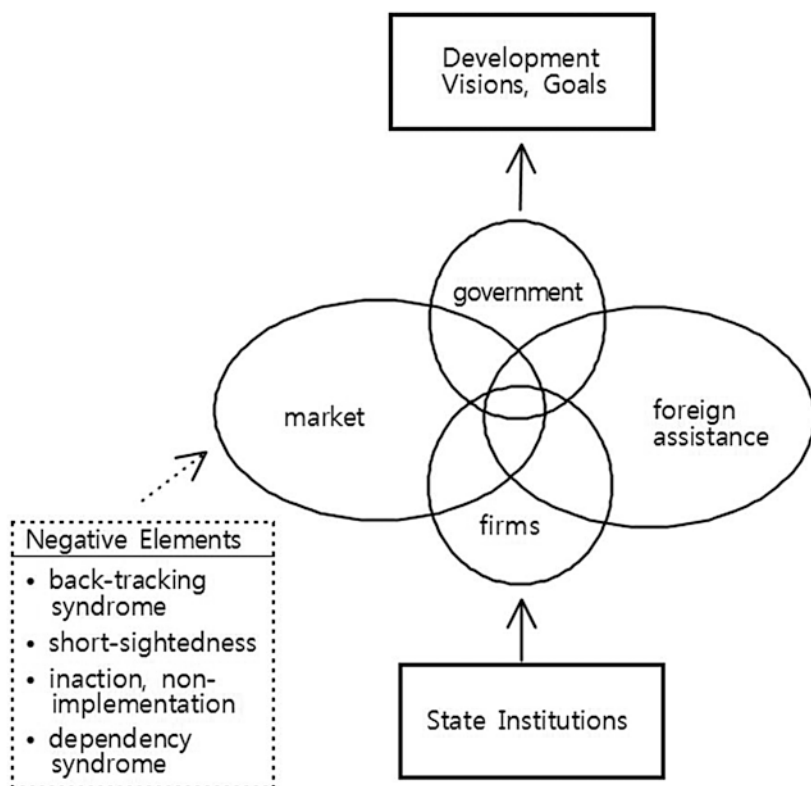 Development
Visions, Goals
government
market
foreign
assistance
firms
Negative Elements
• back-tracking
syndrome
• short-sightedness
• inaction, non-
implementation
• dependency
syndrome
State Institutions